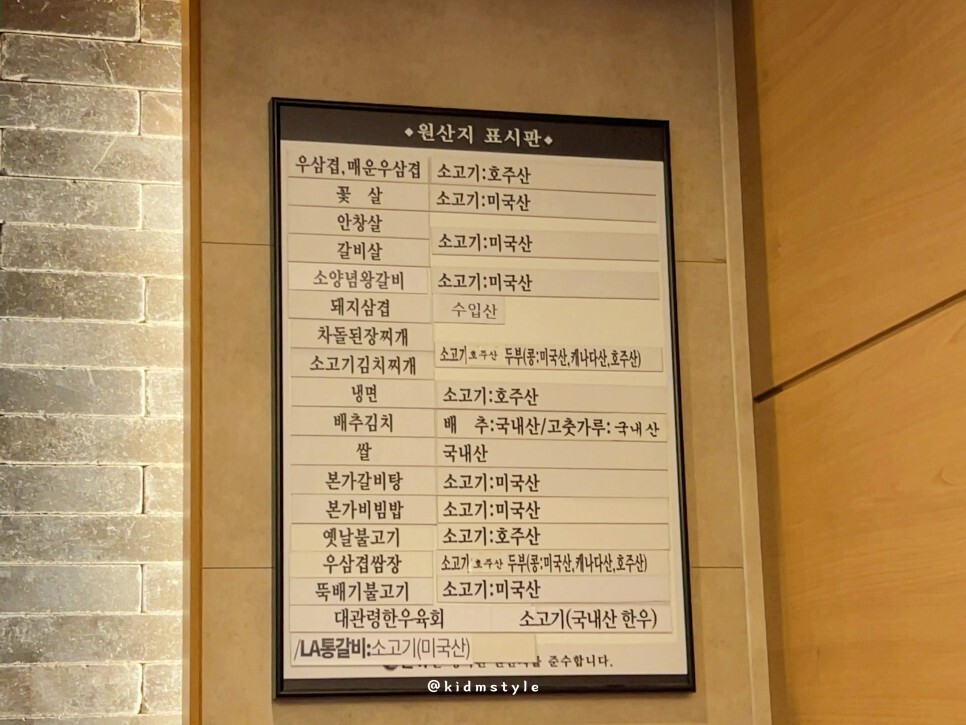 ◆원산지 표시판◆
우삼겹,매운우삼겹 소고기:호주산
꽃 살 소고기:미국산
안창살
갈비살 소고기:미국산
소양념왕갈비 소고기:미국산
돼지삼겹 수입산
차돌된장찌개
소고기김치찌개 소고기호주산 두부(콩:미국산,캐나다산,호주산)
냉면 소고기:호주산
배추김치 배 추:국내산/고춧가루:국내산
쌀 국내산
본가갈비탕 소고기:미국산
본가비빔밥 소고기:미국산
옛날불고기 소고기:호주산
우삼겹쌈장 소고기호주산 두부(콩:미국산,캐나다산,호주산)
뚝배기불고기 소고기:미국산
대관령한우육회 소고기(국내산 한우)
/LA통갈비:소고기(미국산)
준수합니다.
@kidmstyle